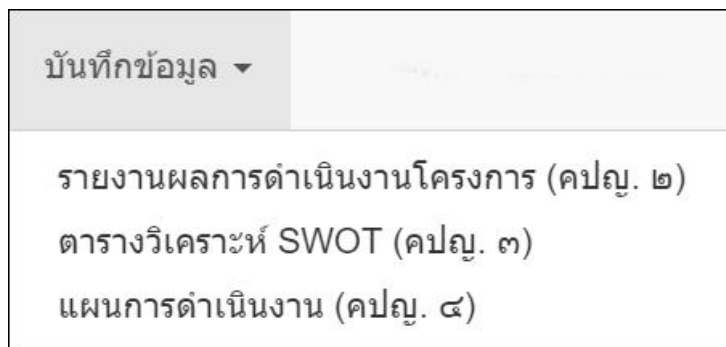 บันทึกข้อมูล
รายงานผลการดำเนินงานโครงการ (คปญ. ๒)
ตารางวิเคราะห์ SWOT (คปญ. ๓)
แผนการดำเนินงาน (คปญ. ๔)